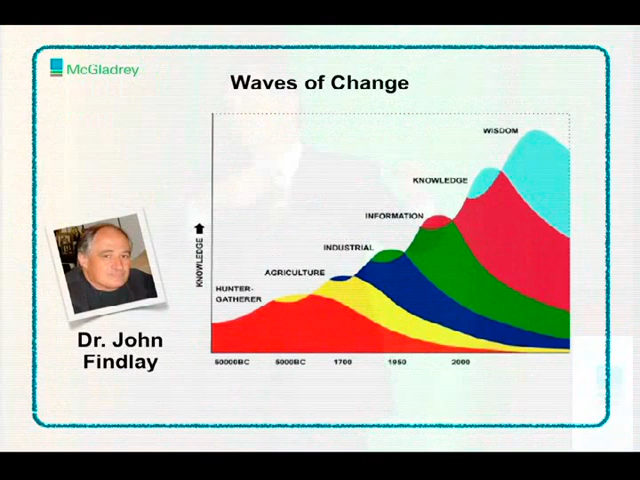 McGladrey
Waves of Change
WISDOM
KNOWLEDGE
INFORMATION
INDUSTRIAL
AGRICULTURE
HUNTER-
GATHERER
KNOWLEDGE
50000BC 5000BC 1700 1950 2000
Dr. John
Findlay